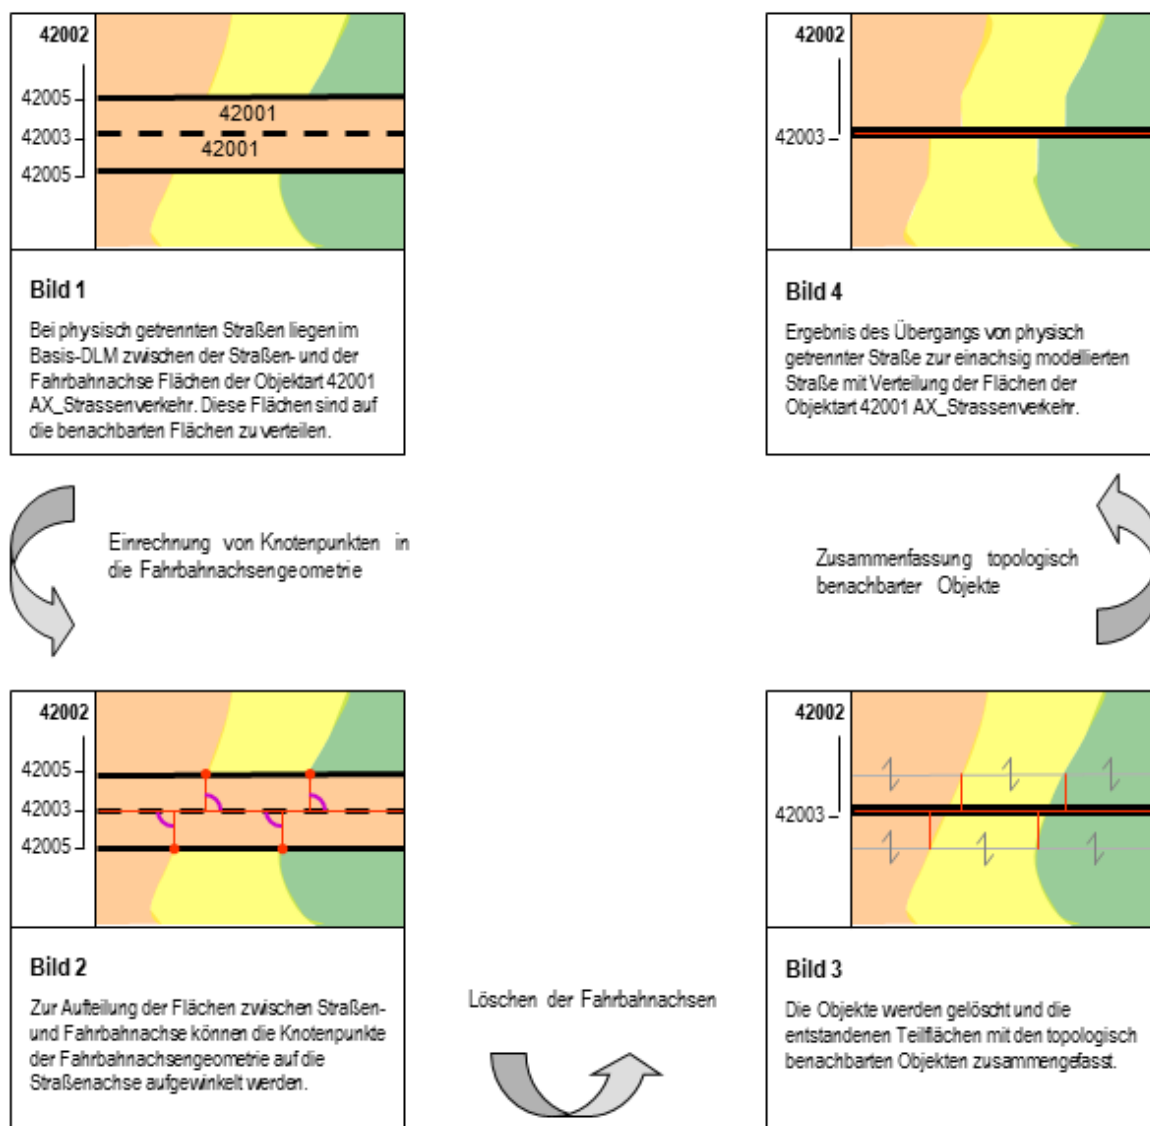 42002
42005
42003
42005
42001
42001
Bild 1
Bei physisch getrennten Straßen liegen im
Basis-DLM zwischen der Straßen- und der
Fahrbahnachse Flächen der Objektart 42001
AX_Strassenverkehr. Diese Flächen sind auf
die benachbarten Flächen zu verteilen.
Einrechnung von Knotenpunkten in
die Fahrbahnachsengeometrie
42002
42005
42003
42005
Bild 2
Zur Aufteilung der Flächen zwischen Straßen-
und Fahrbahnachse können die Knotenpunkte
der Fahrbahnachsengeometrie auf die
Straßenachse aufgewinkelt werden.
Löschen der Fahrbahnachsen
42002
42003
Bild 3
Die Objekte werden gelöscht und die
entstandenen Teilflächen mit den topologisch
benachbarten Objekten zusammengefasst.
Zusammenfassung topologisch
benachbarter Objekte
42002
42003
Bild 4
Ergebnis des Übergangs von physisch
getrennter Straße zur einachsig modellierten
Straße mit Verteilung der Flächen der
Objektart 42001 AX_Strassenverkehr.